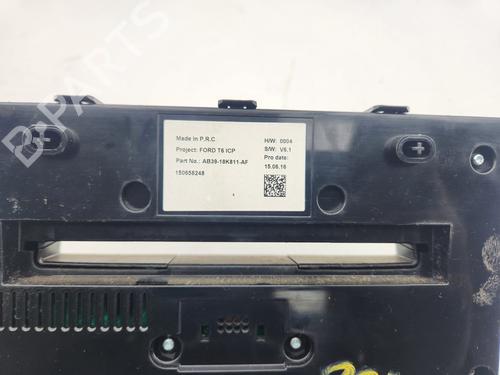 B-PARTS
Made in P.R.C
H/W: 0004
Project: FORD T6 ICP
S/W: V6.1
Part No.: AB39-18K811-AF
Pro date:
150658248
15.06.16